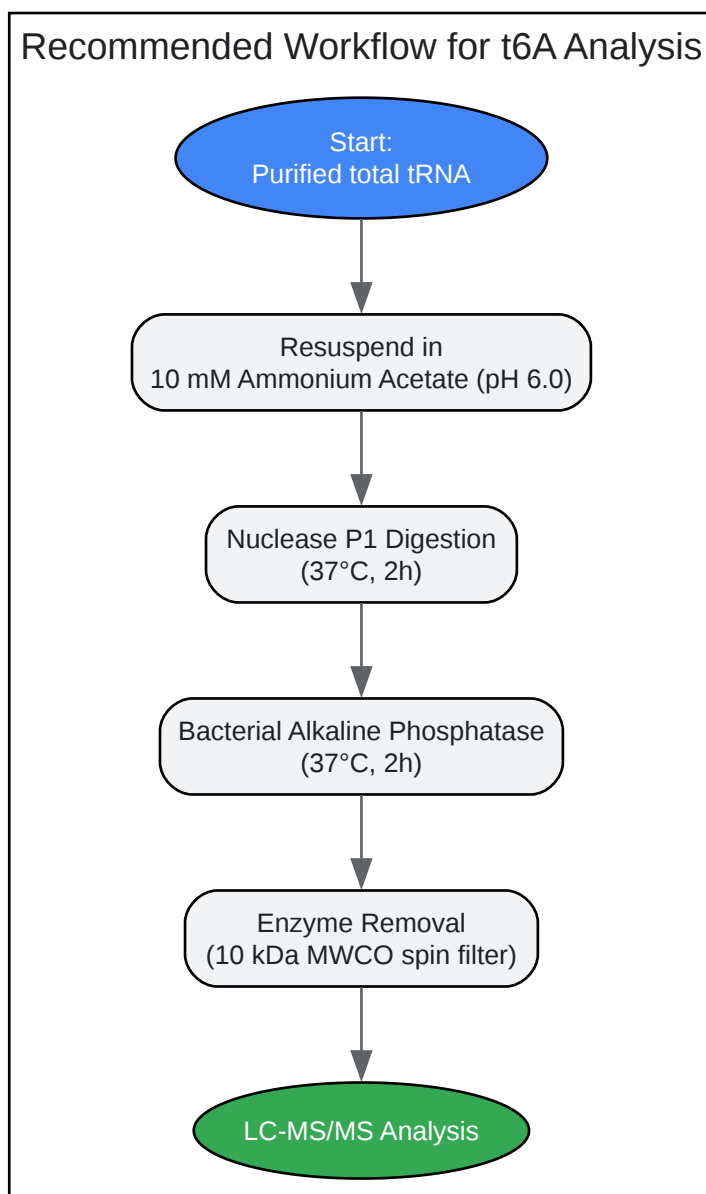 Recommended Workflow for t6A Analysis
Start:
Purified total tRNA
Resuspend in
10 mM Ammonium Acetate (pH 6.0)
Nuclease P1 Digestion
(37°C, 2h)
Bacterial Alkaline Phosphatase
(37°C, 2h)
Enzyme Removal
(10 kDa MWCO spin filter)
LC-MS/MS Analysis